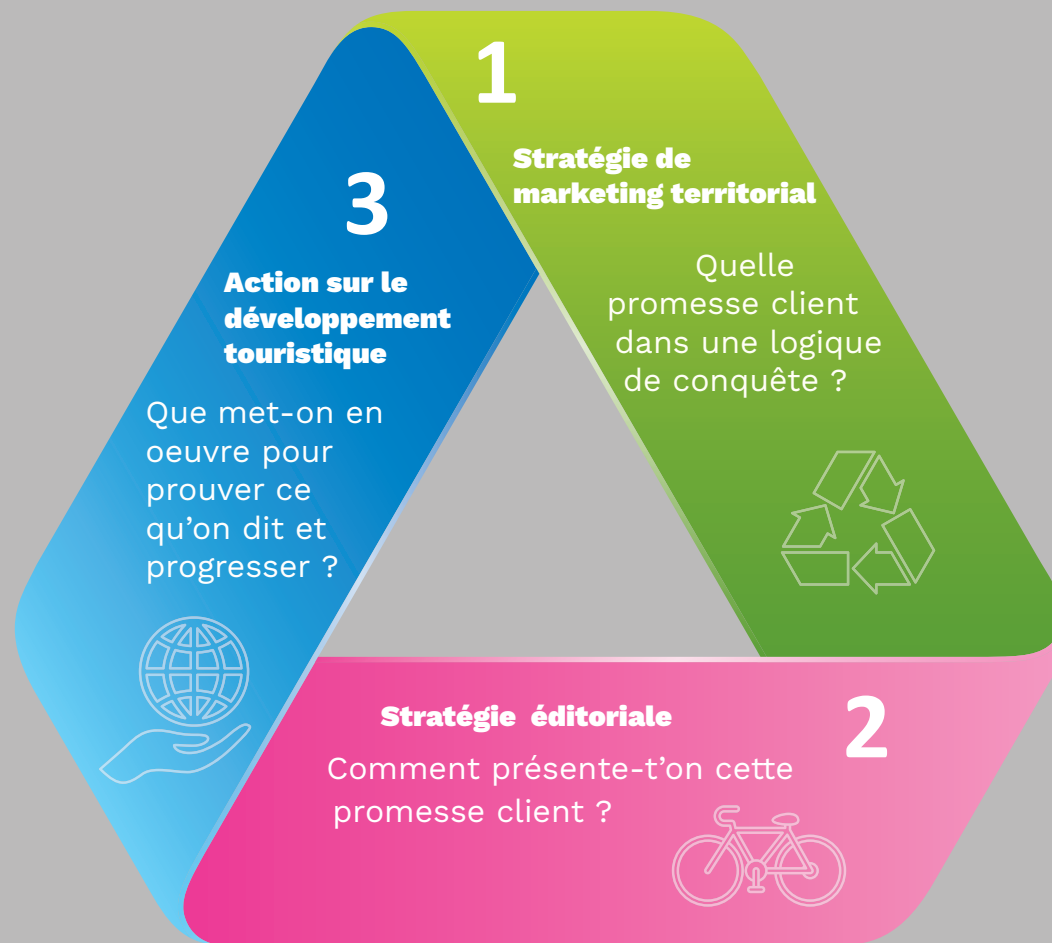 1
Stratégie de
marketing territorial
Quelle
promesse client
dans une logique
de conquête ?
2
Stratégie éditoriale
Comment présente-t'on cette
promesse client ?
3
Action sur le
développement
touristique
Que met-on en
oeuvre pour
prouver ce
qu'on dit et
progresser ?